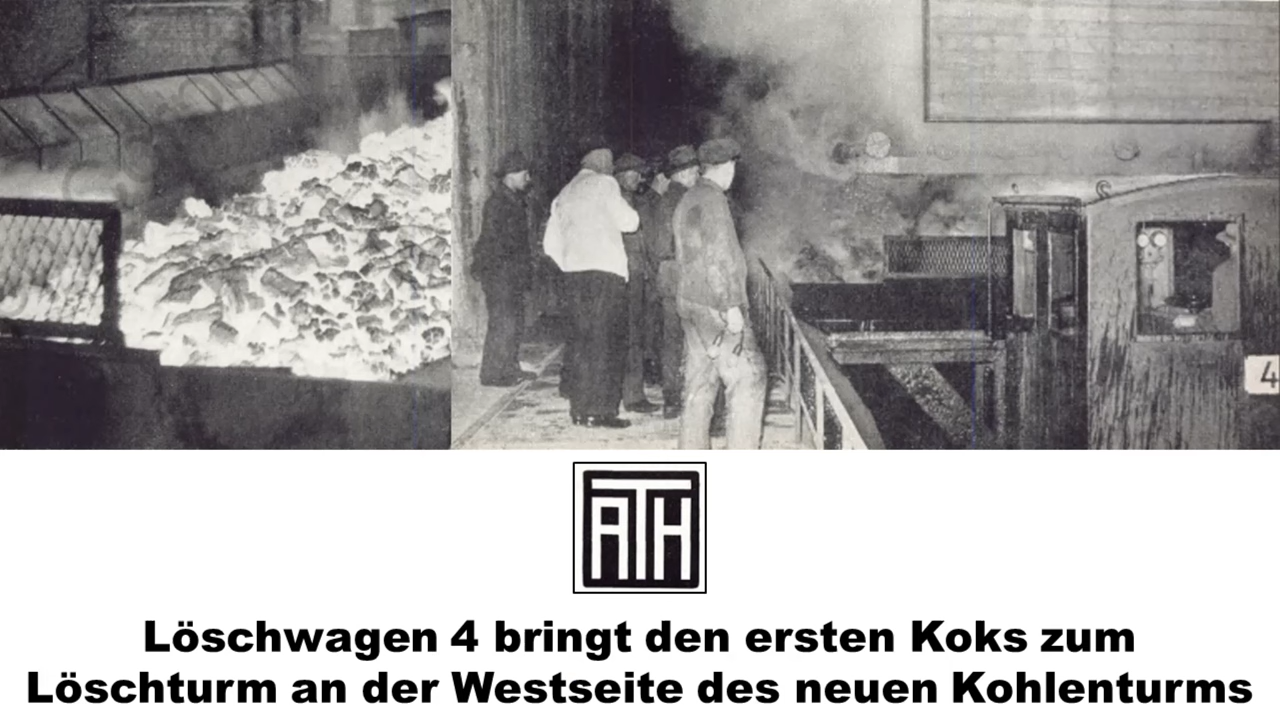 4
ATH
Löschwagen 4 bringt den ersten Koks zum
Löschturm an der Westseite des neuen Kohlenturms